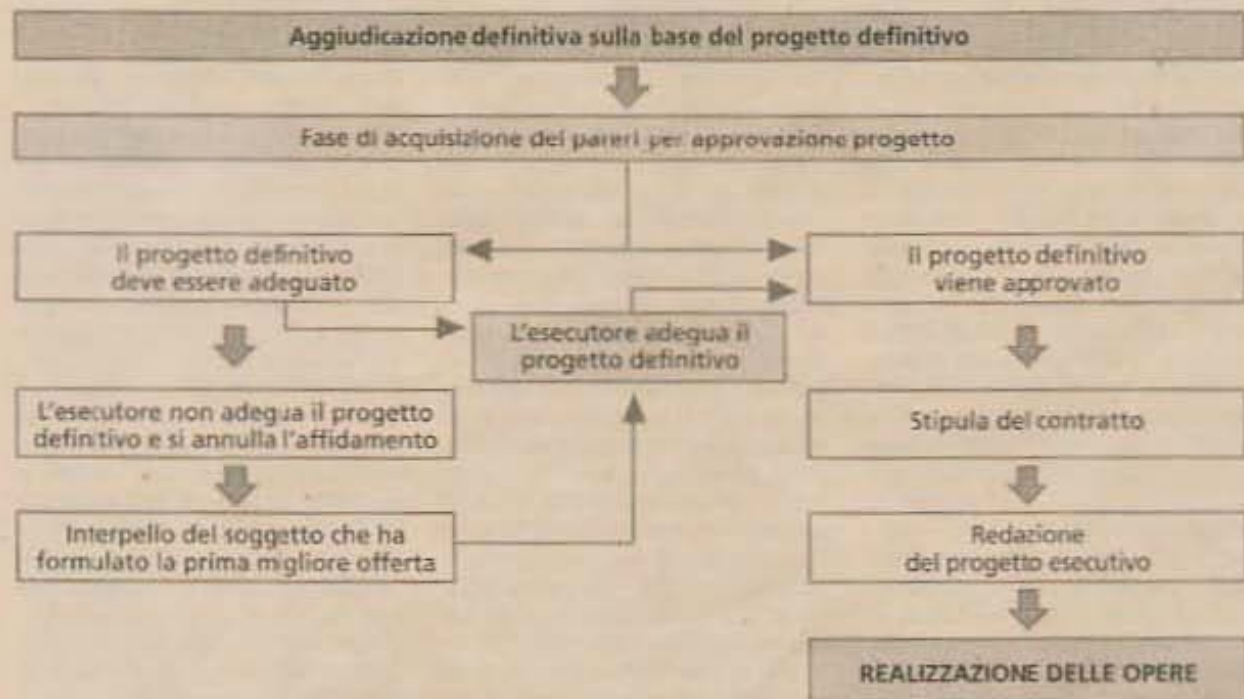 Aggiudicazione definitiva sulla base del progetto definitivo
Fase di acquisizione dei pareri per approvazione progetto
Il progetto definitivo
deve essere adeguato
Il progetto definitivo
viene approvato
L'esecutore adegua il
progetto definitivo
L'esecutore non adegua il progetto
definitivo e si annulla l'affidamento
Stipula del contratto
Interpello del soggetto che ha
formulato la prima migliore offerta
Redazione
del progetto esecutivo
REALIZZAZIONE DELLE OPERE